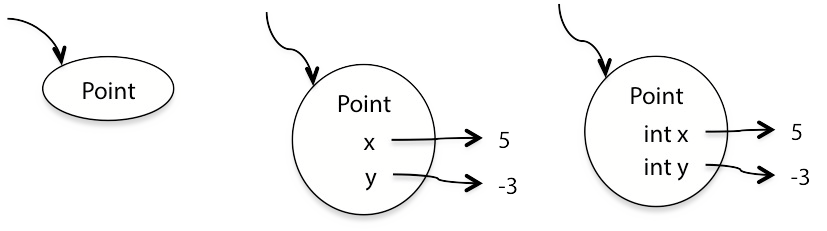 Point
Point
x 5
y -3
Point
int x 5
int y -3